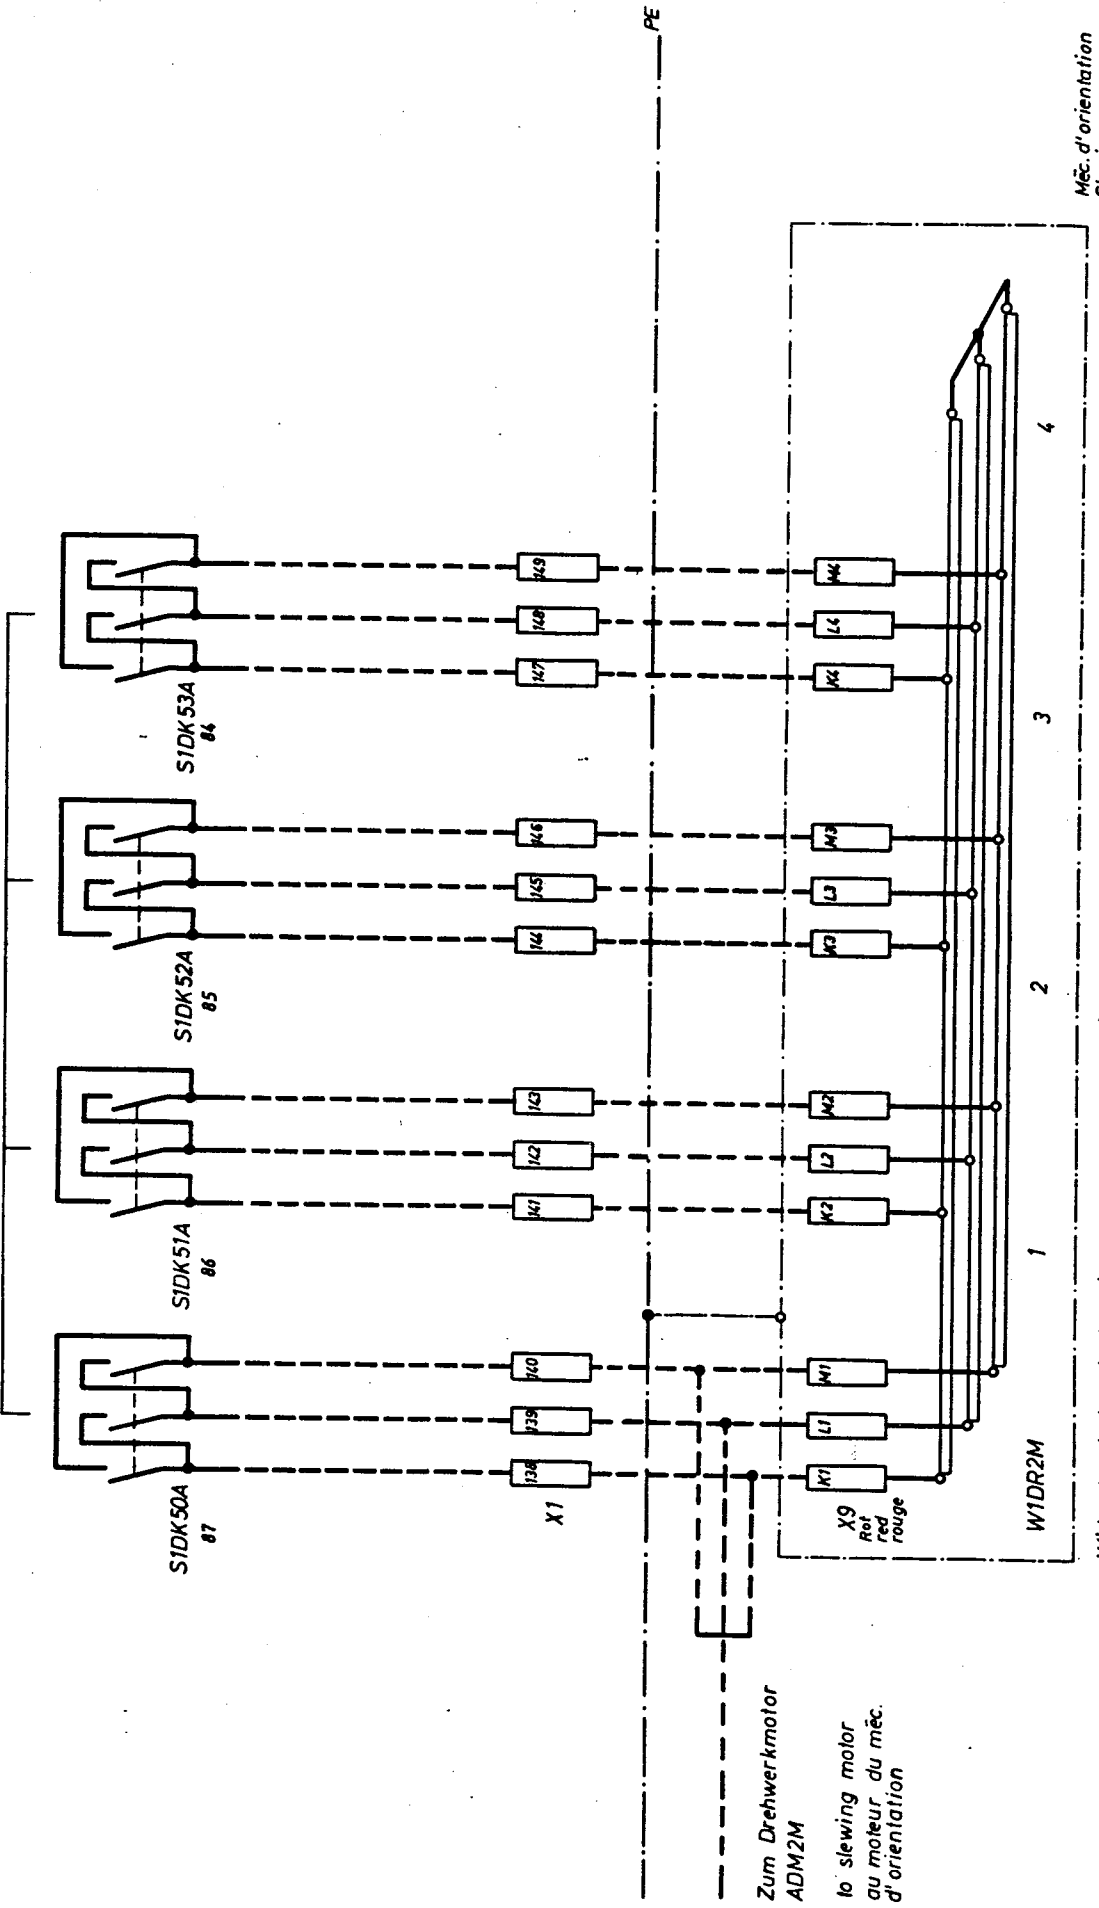 PE
S1DK50A
87
S1DK51A
86
S1DK52A
85
S1DK53A
84
X1
138
139
140
141
142
143
144
145
146
147
148
149
X9
Rot
red
rouge
K1
L1
M1
K2
L2
M2
K3
L3
M3
K4
L4
M4
W1DR2M
1
2
3
4
Zum Drehwerkmotor
ADM2M
to slewing motor
au moteur du méc.
d'orientation
Méc. d'orientation